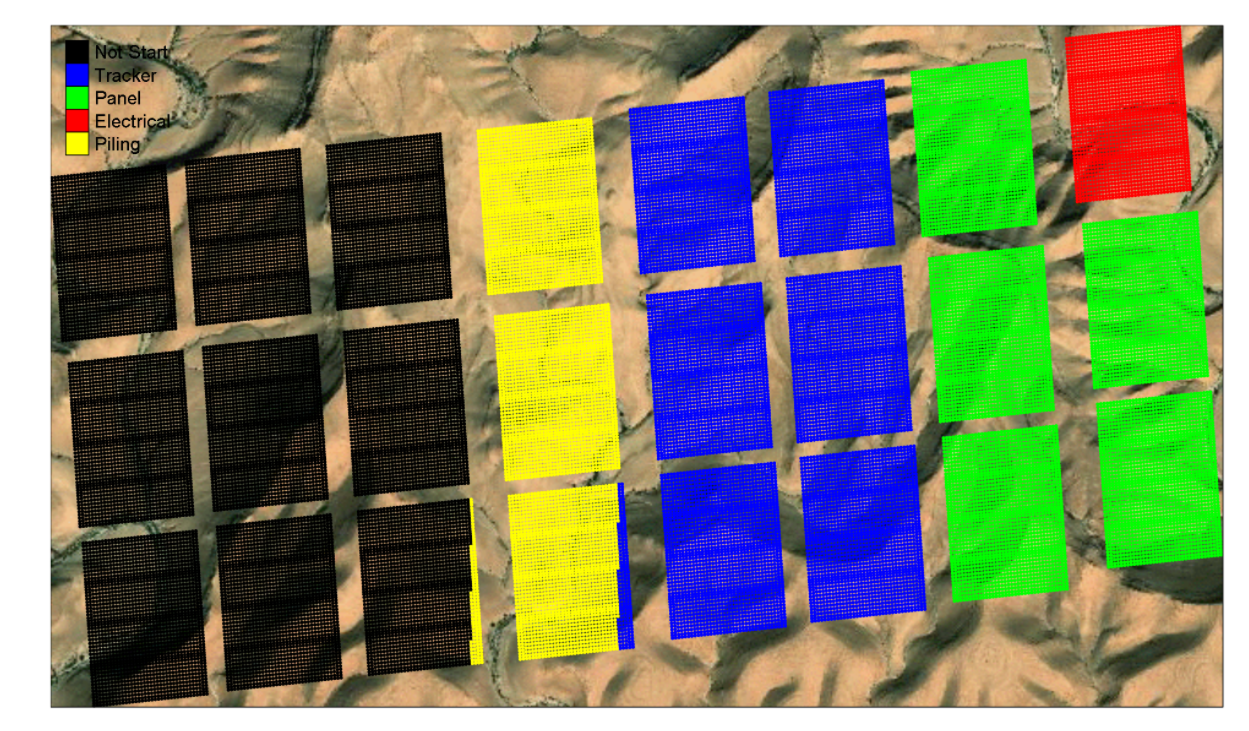 Not Start
Tracker
Panel
Electrical
Piling